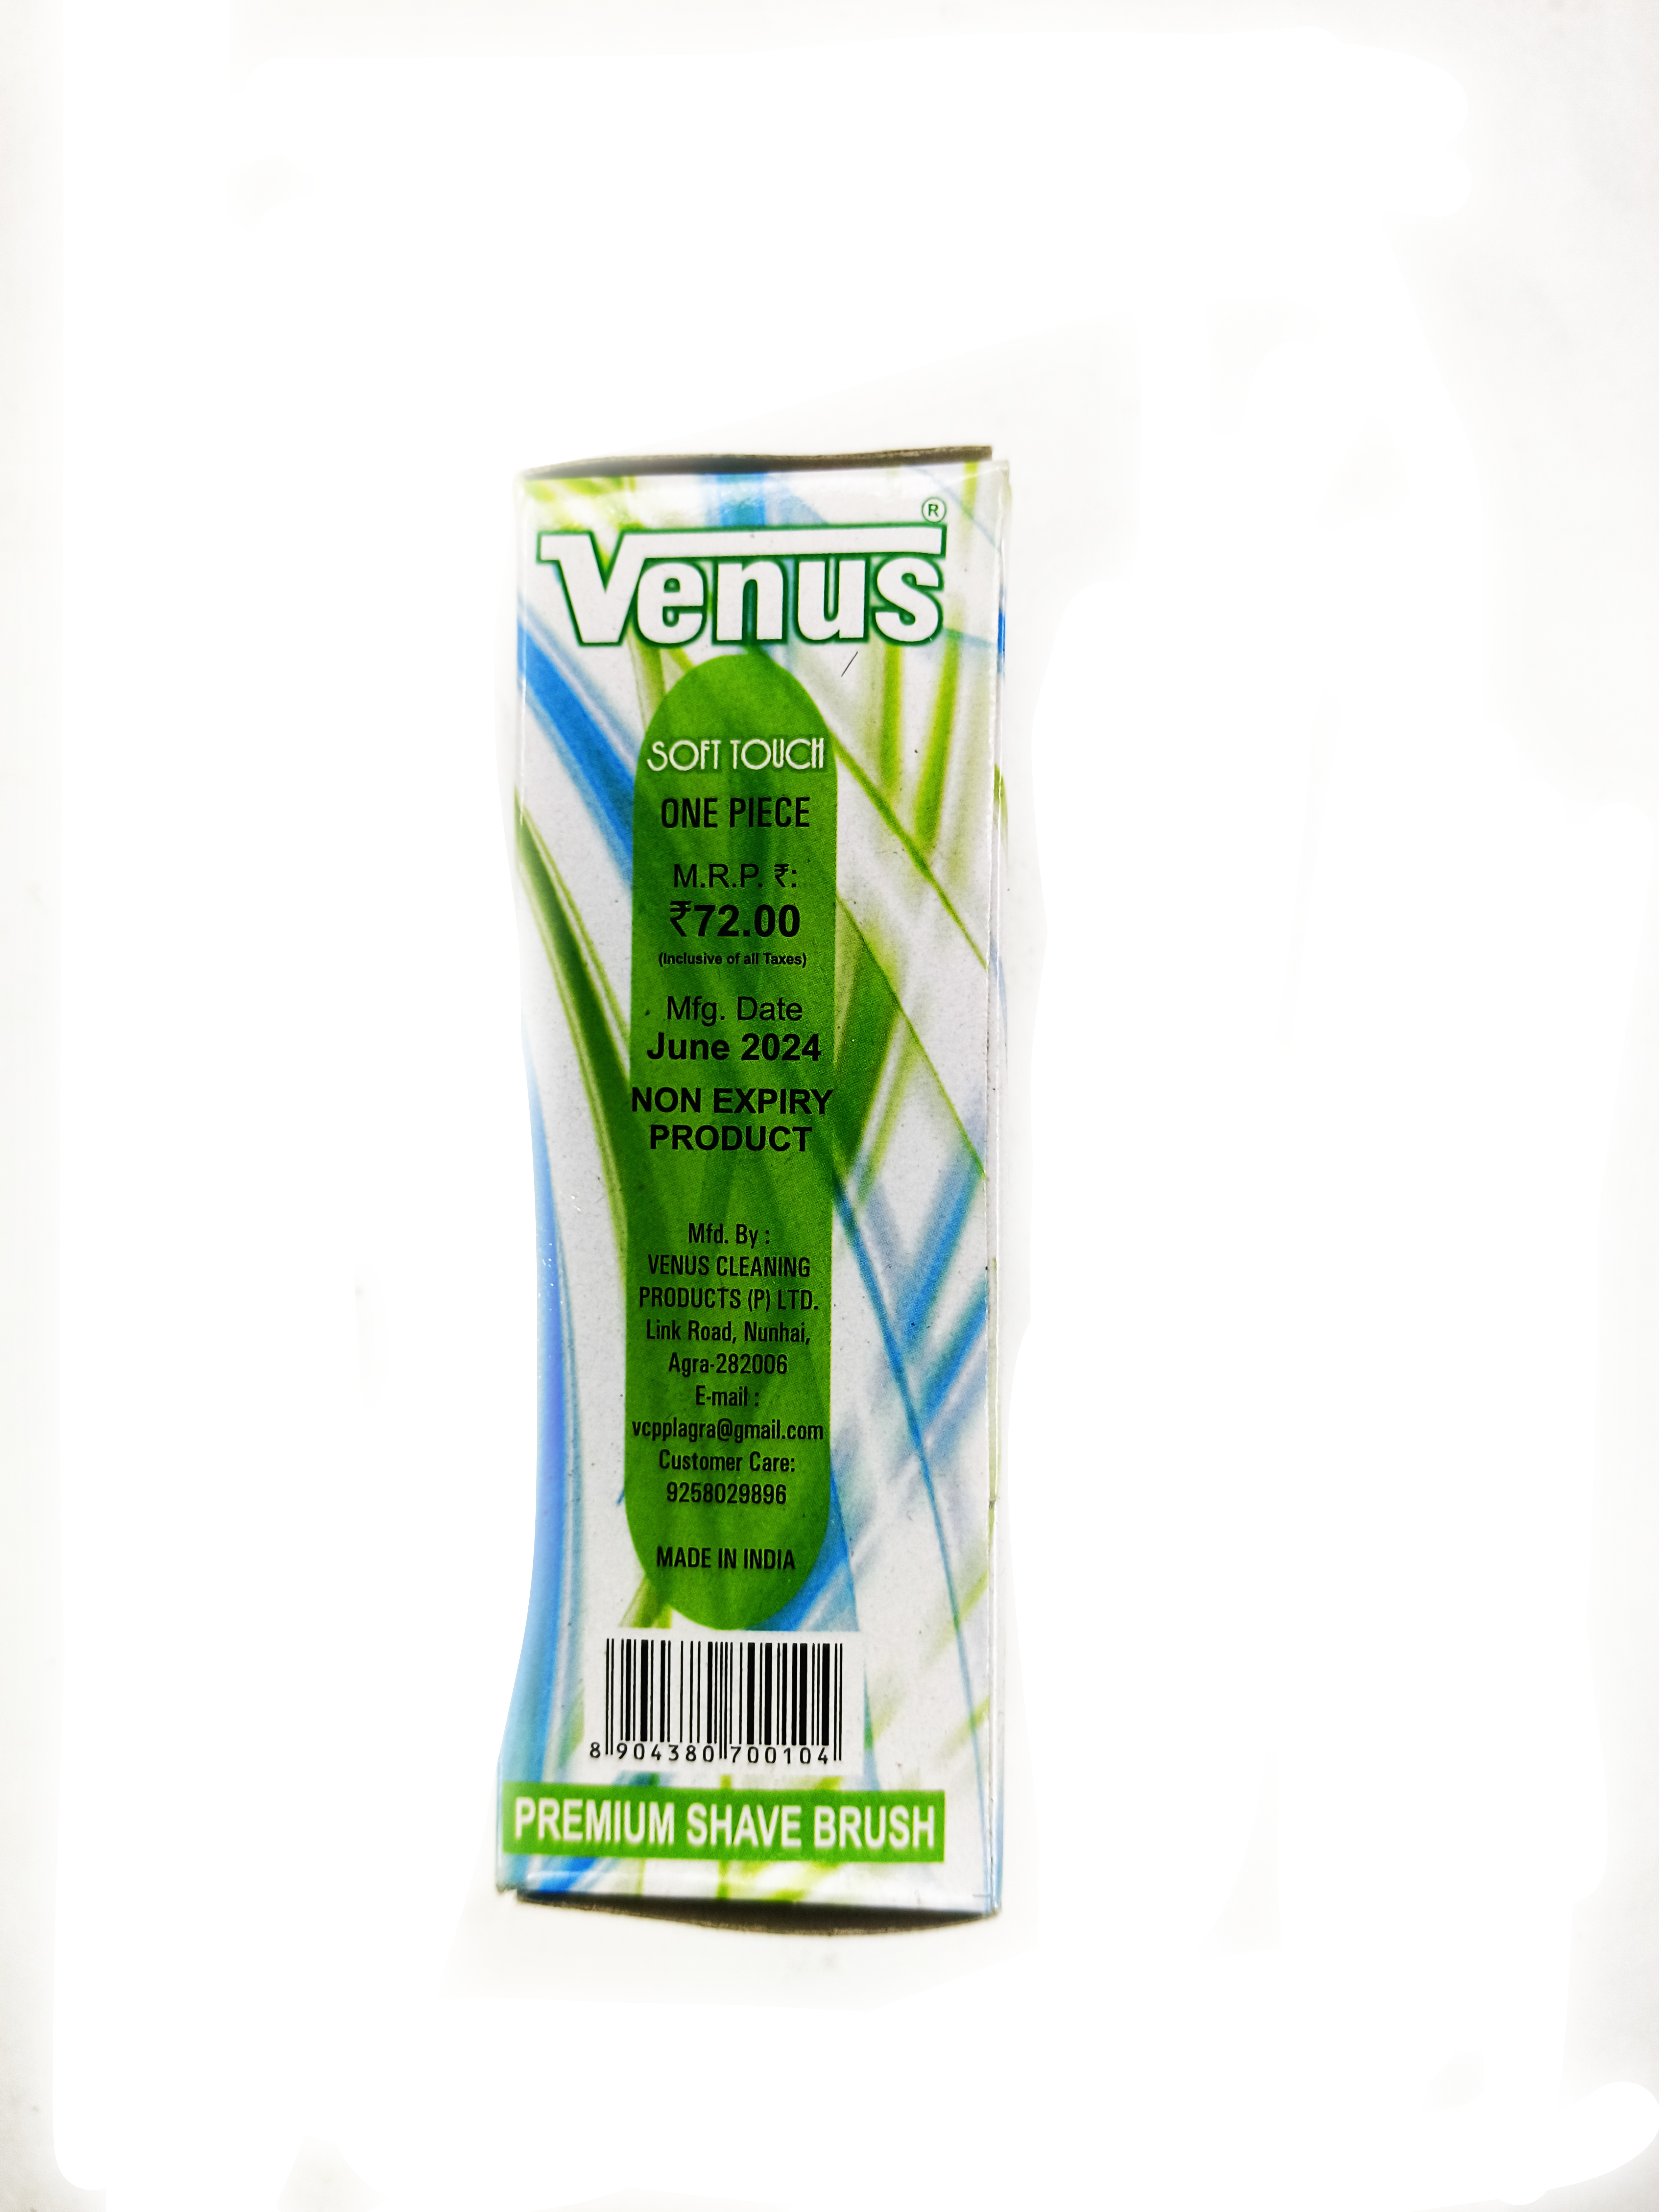 Venus®
SOFT TOUCH
ONE PIECE
M.R.P. ₹:
₹72.00
(Inclusive of all Taxes)
Mfg. Date
June 2024
NON EXPIRY
PRODUCT
Mfd. By :
VENUS CLEANING
PRODUCTS (P) LTD.
Link Road, Nunhai,
Agra-282006
E-mail :
vcpplagra@gmail.com
Customer Care:
9258029896
MADE IN INDIA
8 904380 700104
PREMIUM SHAVE BRUSH